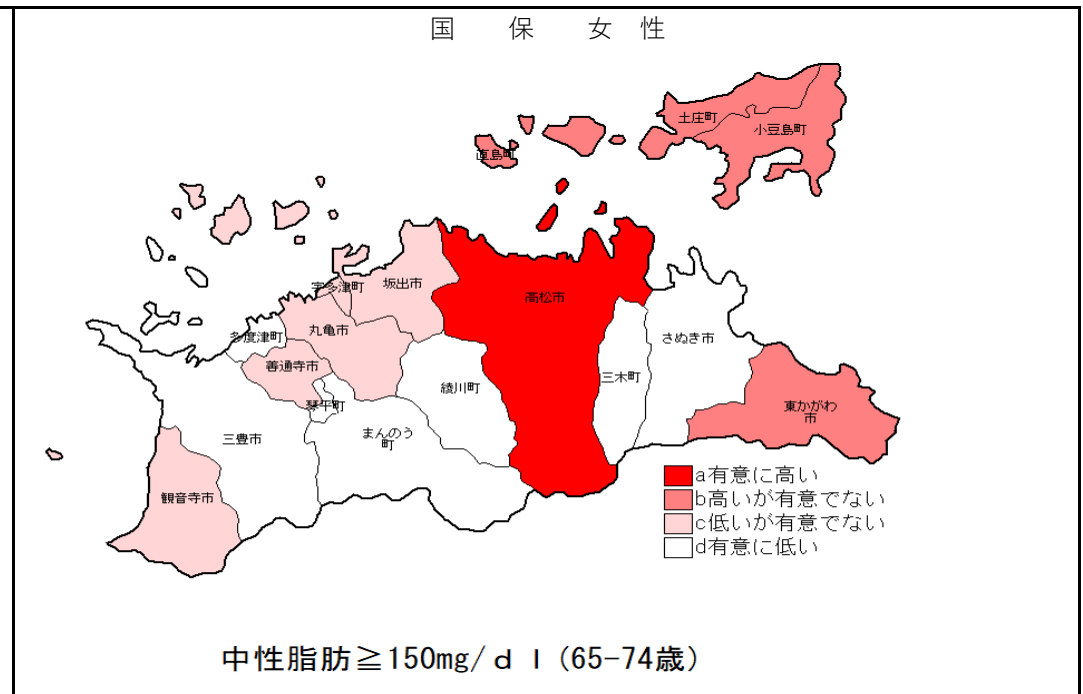 国 保 女 性
土庄町
小豆島町
直島町
宇多津町
坂出市
高松市
多度津町
丸亀市
さぬき市
善通寺市
綾川町
三木町
琴平町
東かがわ
市
三豊市
まんのう
町
観音寺市
a有意に高い
b高いが有意でない
c低いが有意でない
d有意に低い
中性脂肪≧150mg/ｄｌ(65-74歳)